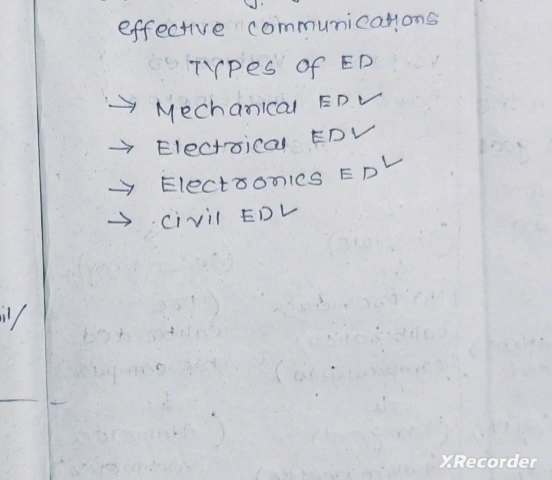 effective communications
Types of ED
→ Mechanical ED ✓
→ Electrical ED ✓
→ Electronics ED ✓
→ civil ED ✓
XRecorder